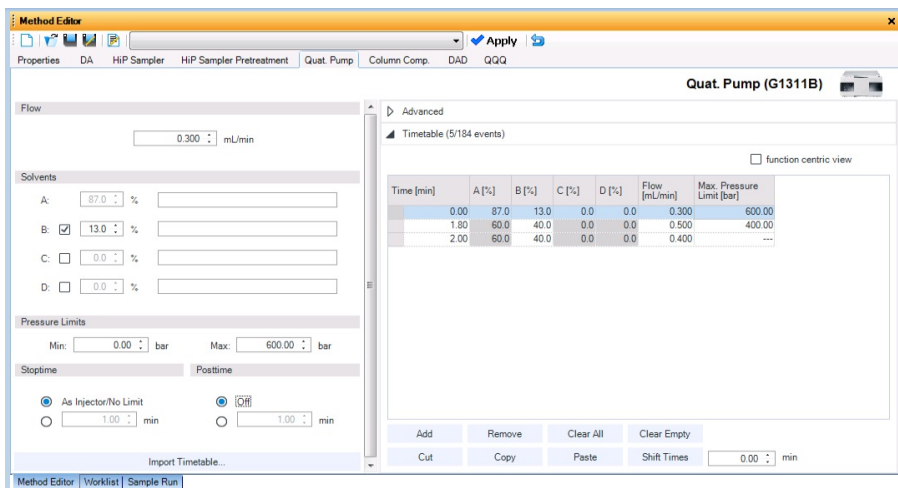 Method Editor
Apply
Properties DA HiP Sampler HiP Sampler Pretreatment Quat. Pump Column Comp. DAD QQQ
Quat. Pump (G1311B)
Flow
0.300 mL/min
Solvents
A: 87.0 %
B: 13.0 %
C: 0.0 %
D: 0.0 %
Pressure Limits
Min: 0.00 bar Max: 600.00 bar
Stoptime Posttime
As Injector/No Limit Off
1.00 min 1.00 min
Import Timetable...
Advanced
Timetable (5/184 events)
function centric view
Time [min] A [%] B [%] C [%] D [%] Flow [mL/min] Max. Pressure Limit [bar]
0.00 87.0 13.0 0.0 0.0 0.300 600.00
1.80 60.0 40.0 0.0 0.0 0.500 400.00
2.00 60.0 40.0 0.0 0.0 0.400 ---
Add Remove Clear All Clear Empty
Cut Copy Paste Shift Times 0.00 min
Method Editor Worklist Sample Run